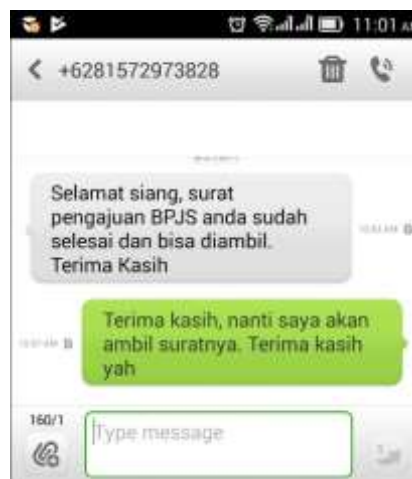 11:01
+6281572973828
Selamat siang, surat
pengajuan BPJS anda sudah
selesai dan bisa diambil.
Terima Kasih
Terima kasih, nanti saya akan
ambil suratnya. Terima kasih
yah
160/1
Type message